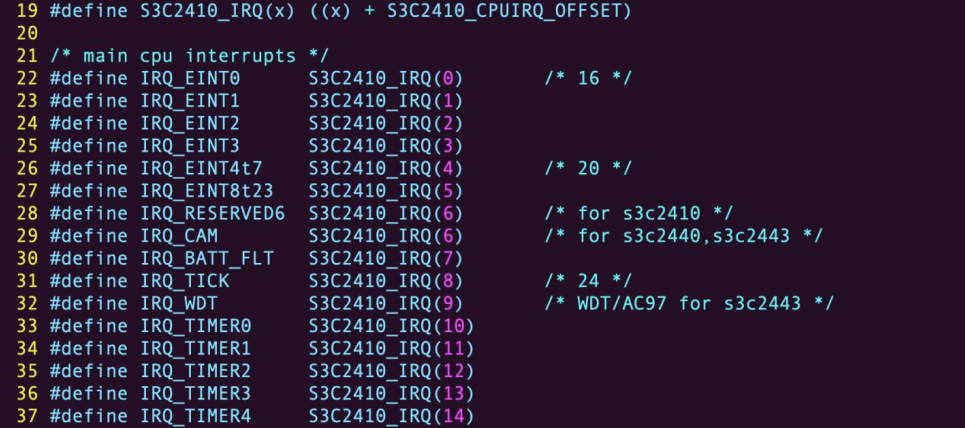 19 #define S3C2410_IRQ(x) ((x) + S3C2410_CPUIRQ_OFFSET)
20
21 /* main cpu interrupts */
22 #define IRQ_EINT0      S3C2410_IRQ(0)       /* 16 */
23 #define IRQ_EINT1      S3C2410_IRQ(1)
24 #define IRQ_EINT2      S3C2410_IRQ(2)
25 #define IRQ_EINT3      S3C2410_IRQ(3)
26 #define IRQ_EINT4t7    S3C2410_IRQ(4)       /* 20 */
27 #define IRQ_EINT8t23   S3C2410_IRQ(5)
28 #define IRQ_RESERVED6  S3C2410_IRQ(6)       /* for s3c2410 */
29 #define IRQ_CAM        S3C2410_IRQ(6)       /* for s3c2440,s3c2443 */
30 #define IRQ_BATT_FLT   S3C2410_IRQ(7)
31 #define IRQ_TICK       S3C2410_IRQ(8)       /* 24 */
32 #define IRQ_WDT        S3C2410_IRQ(9)       /* WDT/AC97 for s3c2443 */
33 #define IRQ_TIMER0     S3C2410_IRQ(10)
34 #define IRQ_TIMER1     S3C2410_IRQ(11)
35 #define IRQ_TIMER2     S3C2410_IRQ(12)
36 #define IRQ_TIMER3     S3C2410_IRQ(13)
37 #define IRQ_TIMER4     S3C2410_IRQ(14)